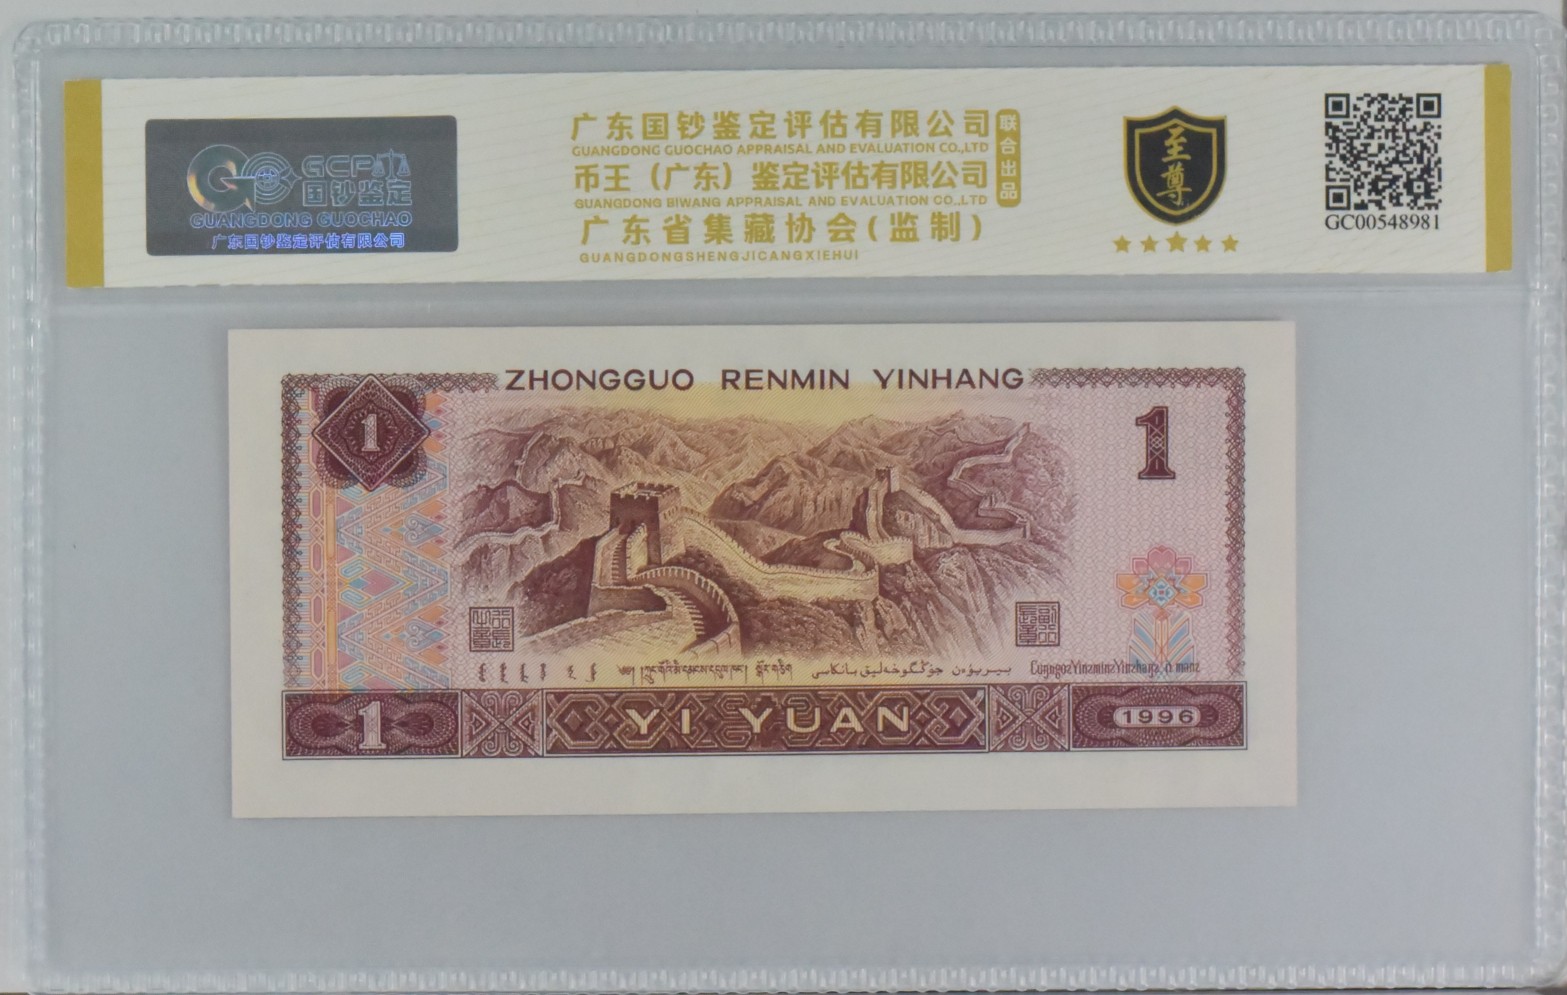 GCP
国钞鉴定
GUANGDONG GUOCHAO
广东国钞鉴定评估有限公司
广东国钞鉴定评估有限公司
GUANGDONG GUOCHAO APPRAISAL AND EVALUATION CO.,LTD
币王（广东）鉴定评估有限公司
GUANGDONG BIWANG APPRAISAL AND EVALUATION CO.,LTD
联合出品
广东省集藏协会(监制)
GUANGDONGSHENGJICANGXIEHUI
至尊
GC00548981
ZHONGGUO RENMIN YINHANG
1
1
1
YI YUAN
1996